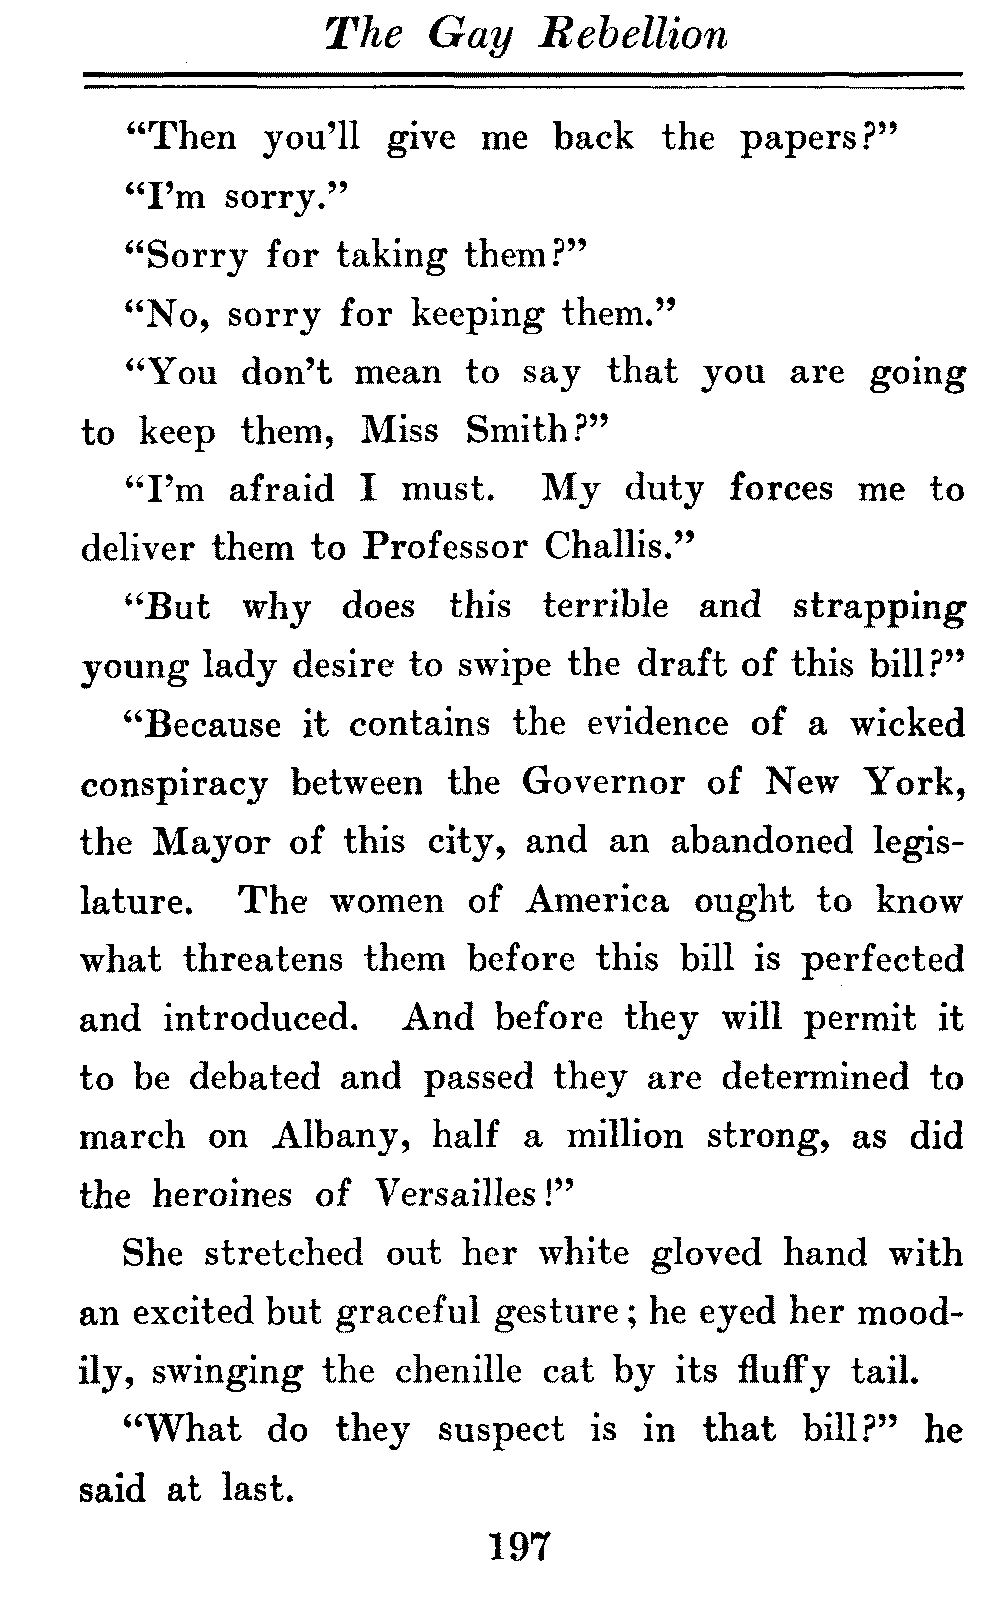 The Gay Rebellion
“Then you’ll give me back the papers?”
“I’m sorry.”
“Sorry for taking them?”
“No, sorry for keeping them.”
“You don’t mean to say that you are going
to keep them, Miss Smith?”
“I’m afraid I must. My duty forces me to
deliver them to Professor Challis.”
“But why does this terrible and strapping
young lady desire to swipe the draft of this bill?”
“Because it contains the evidence of a wicked
conspiracy between the Governor of New York,
the Mayor of this city, and an abandoned legis-
lature. The women of America ought to know
what threatens them before this bill is perfected
and introduced. And before they will permit it
to be debated and passed they are determined to
march on Albany, half a million strong, as did
the heroines of Versailles!”
She stretched out her white gloved hand with
an excited but graceful gesture; he eyed her mood-
ily, swinging the chenille cat by its fluffy tail.
“What do they suspect is in that bill?” he
said at last.
197